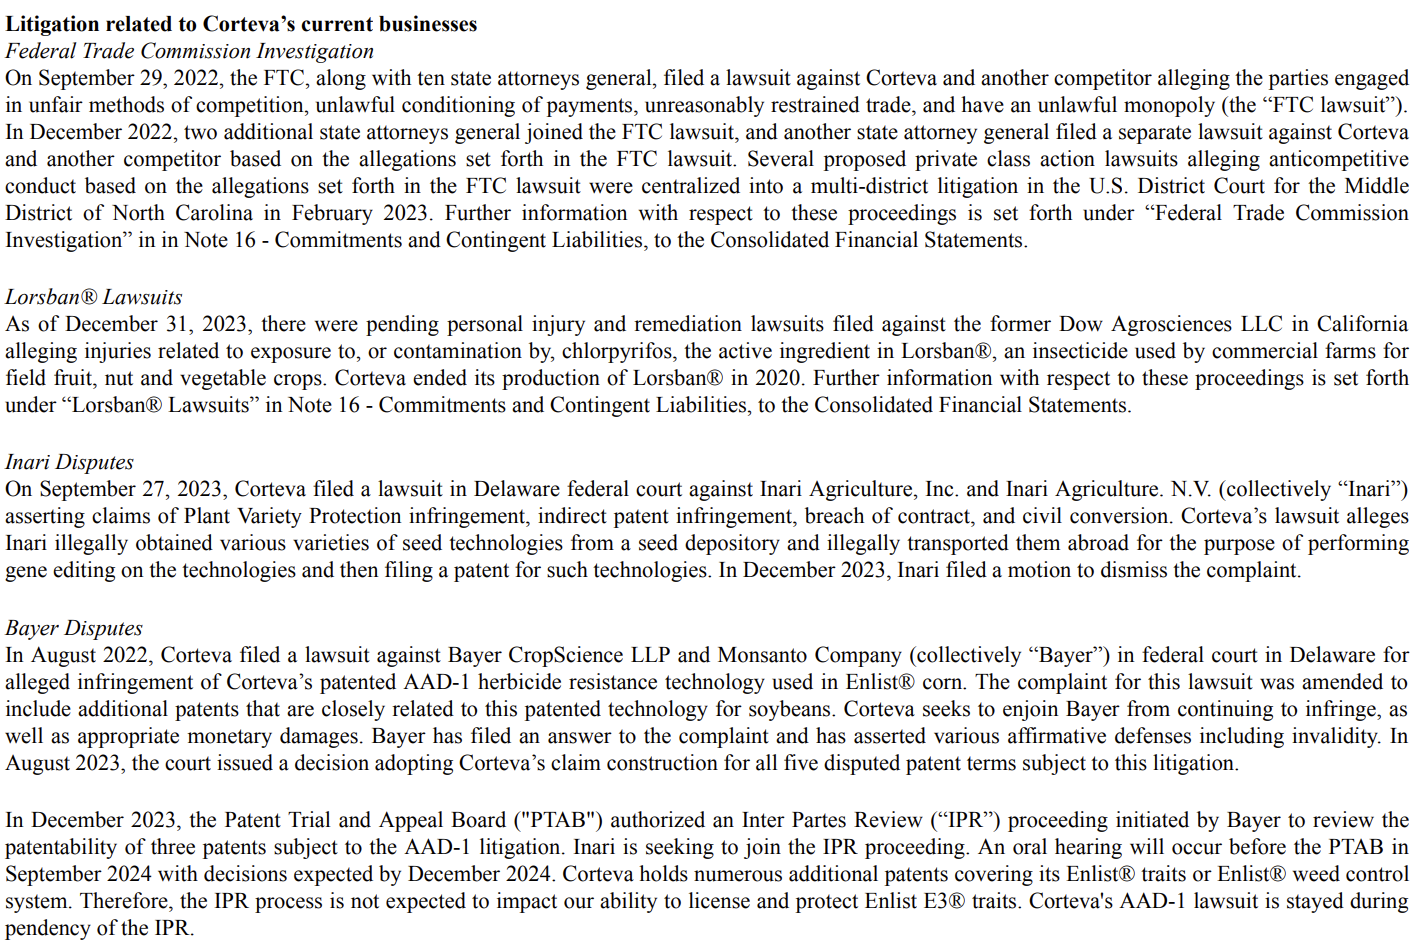 Litigation related to Corteva’s current businesses
Federal Trade Commission Investigation
On September 29, 2022, the FTC, along with ten state attorneys general, filed a lawsuit against Corteva and another competitor alleging the parties engaged
in unfair methods of competition, unlawful conditioning of payments, unreasonably restrained trade, and have an unlawful monopoly (the “FTC lawsuit”).
In December 2022, two additional state attorneys general joined the FTC lawsuit, and another state attorney general filed a separate lawsuit against Corteva
and another competitor based on the allegations set forth in the FTC lawsuit. Several proposed private class action lawsuits alleging anticompetitive
conduct based on the allegations set forth in the FTC lawsuit were centralized into a multi-district litigation in the U.S. District Court for the Middle
District of North Carolina in February 2023. Further information with respect to these proceedings is set forth under “Federal Trade Commission
Investigation” in in Note 16 - Commitments and Contingent Liabilities, to the Consolidated Financial Statements.
Lorsban® Lawsuits
As of December 31, 2023, there were pending personal injury and remediation lawsuits filed against the former Dow Agrosciences LLC in California
alleging injuries related to exposure to, or contamination by, chlorpyrifos, the active ingredient in Lorsban®, an insecticide used by commercial farms for
field fruit, nut and vegetable crops. Corteva ended its production of Lorsban® in 2020. Further information with respect to these proceedings is set forth
under “Lorsban® Lawsuits” in Note 16 - Commitments and Contingent Liabilities, to the Consolidated Financial Statements.
Inari Disputes
On September 27, 2023, Corteva filed a lawsuit in Delaware federal court against Inari Agriculture, Inc. and Inari Agriculture. N.V. (collectively “Inari”)
asserting claims of Plant Variety Protection infringement, indirect patent infringement, breach of contract, and civil conversion. Corteva’s lawsuit alleges
Inari illegally obtained various varieties of seed technologies from a seed depository and illegally transported them abroad for the purpose of performing
gene editing on the technologies and then filing a patent for such technologies. In December 2023, Inari filed a motion to dismiss the complaint.
Bayer Disputes
In August 2022, Corteva filed a lawsuit against Bayer CropScience LLP and Monsanto Company (collectively “Bayer”) in federal court in Delaware for
alleged infringement of Corteva’s patented AAD-1 herbicide resistance technology used in Enlist® corn. The complaint for this lawsuit was amended to
include additional patents that are closely related to this patented technology for soybeans. Corteva seeks to enjoin Bayer from continuing to infringe, as
well as appropriate monetary damages. Bayer has filed an answer to the complaint and has asserted various affirmative defenses including invalidity. In
August 2023, the court issued a decision adopting Corteva’s claim construction for all five disputed patent terms subject to this litigation.
In December 2023, the Patent Trial and Appeal Board ("PTAB") authorized an Inter Partes Review (“IPR”) proceeding initiated by Bayer to review the
patentability of three patents subject to the AAD-1 litigation. Inari is seeking to join the IPR proceeding. An oral hearing will occur before the PTAB in
September 2024 with decisions expected by December 2024. Corteva holds numerous additional patents covering its Enlist® traits or Enlist® weed control
system. Therefore, the IPR process is not expected to impact our ability to license and protect Enlist E3® traits. Corteva's AAD-1 lawsuit is stayed during
pendency of the IPR.